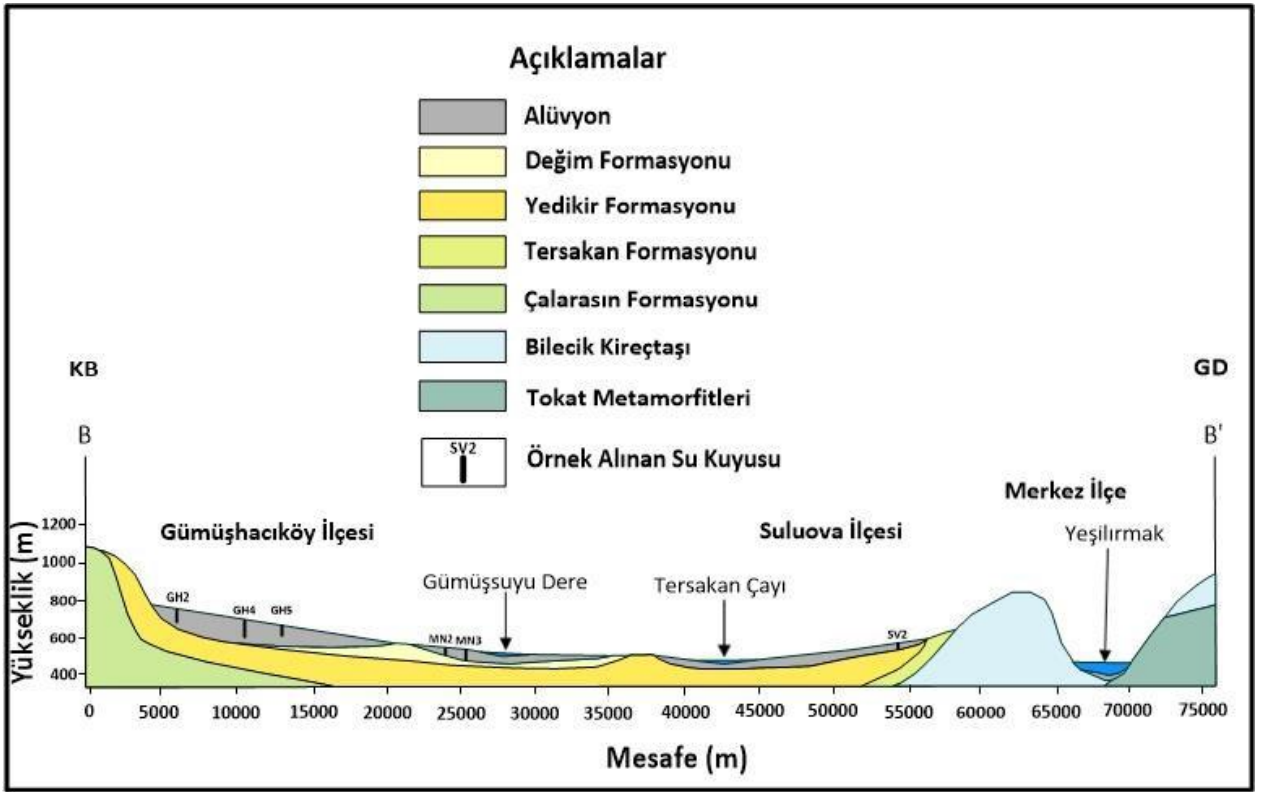 Açıklamalar
Alüvyon
Değim Formasyonu
Yedikir Formasyonu
Tersakan Formasyonu
Çalarasın Formasyonu
Bilecik Kireçtaşı
Tokat Metamorfitleri
SV2
Örnek Alınan Su Kuyusu
KB
GD
B
B'
Merkez İlçe
Gümüşhacıköy İlçesi
Suluova İlçesi
Yeşilırmak
Gümüşsuyu Dere
Tersakan Çayı
Yükseklik (m)
1200
1000
800
600
400
GH2
GH4
GH5
MN2
MN3
SV2
0
5000
10000
15000
20000
25000
30000
35000
40000
45000
50000
55000
60000
65000
70000
75000
Mesafe (m)